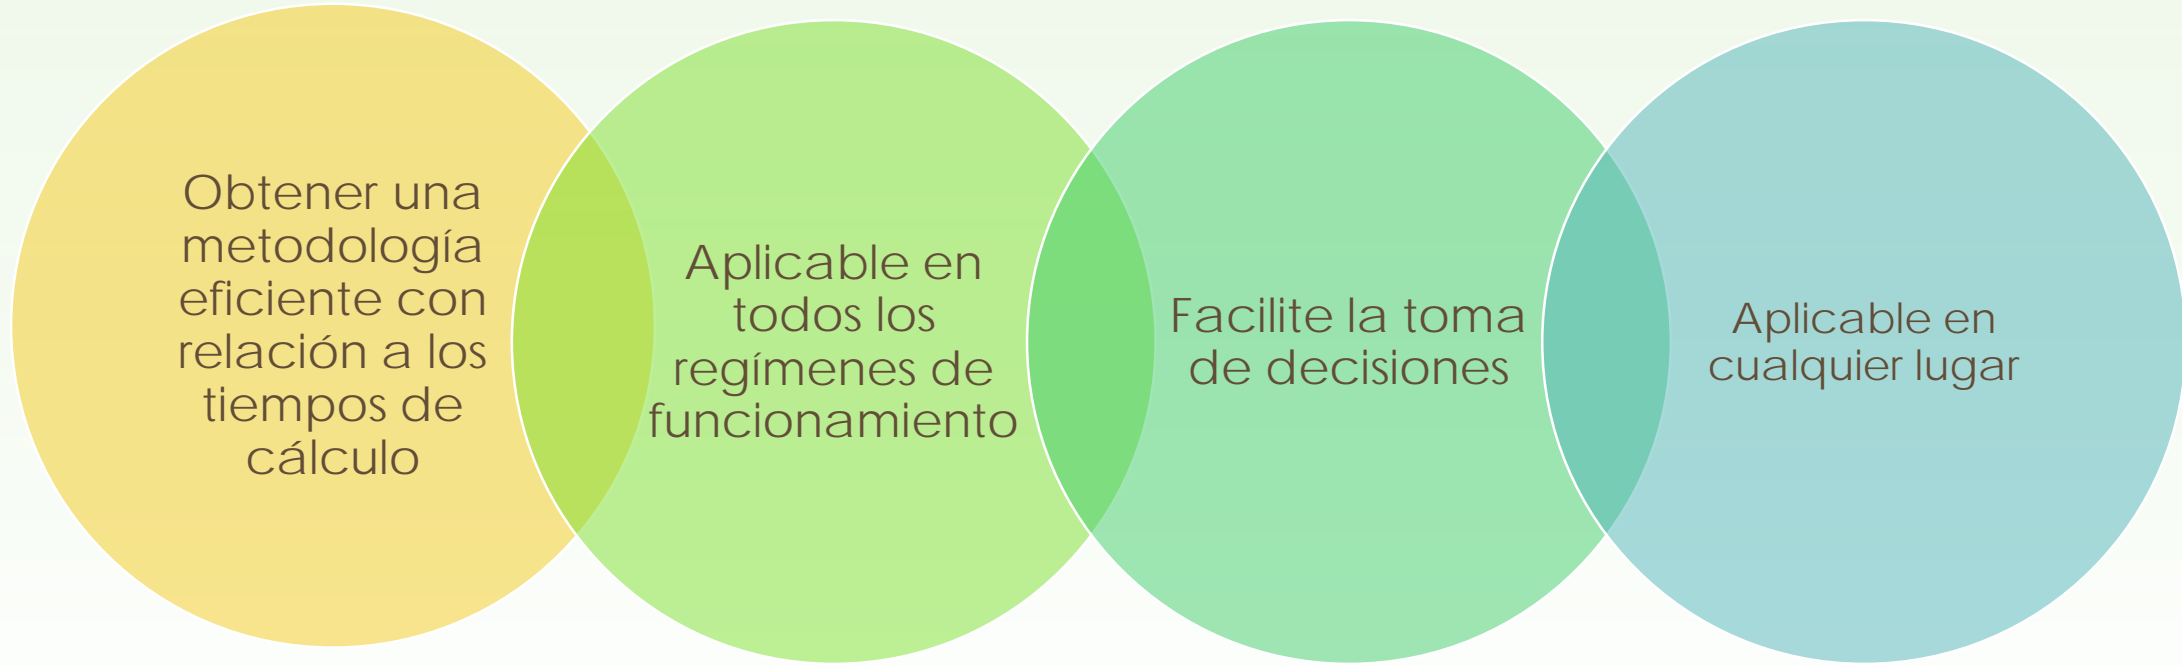 Obtener una
metodología
eficiente con
relación a los
tiempos de
cálculo
Aplicable en
todos los
regímenes de
funcionamiento
Facilite la toma
de decisiones
Aplicable en
cualquier lugar